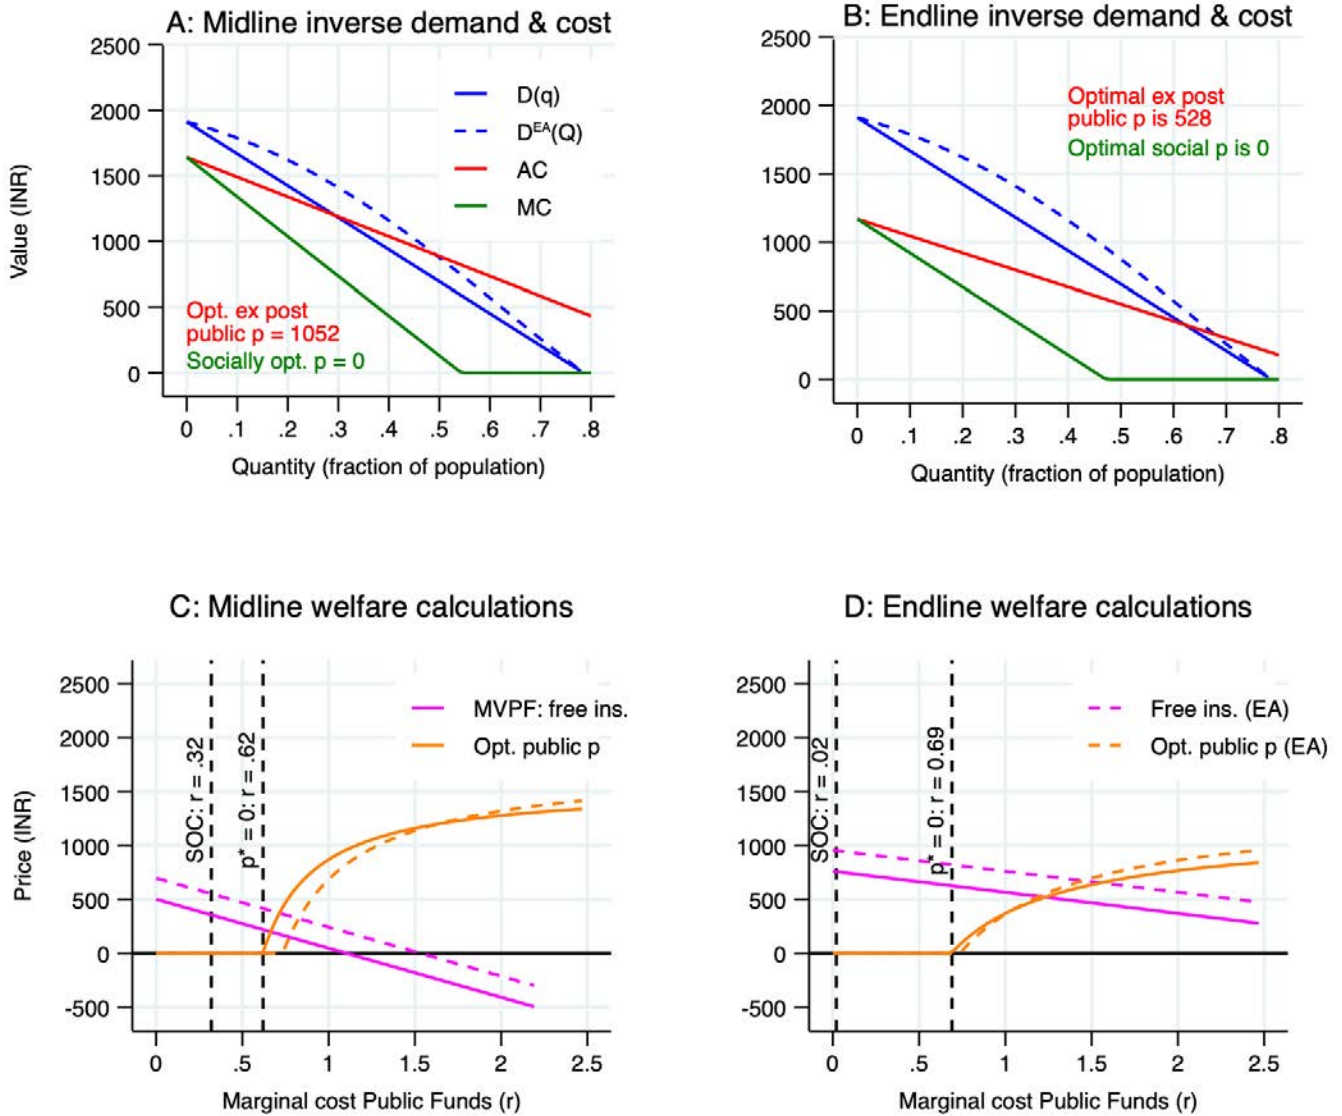 A: Midline inverse demand & cost
2500
2000
1500
1000
500
0
Value (INR)
D(q)
Dᴱᴬ(Q)
AC
MC
Opt. ex post
public p = 1052
Socially opt. p = 0
0 .1 .2 .3 .4 .5 .6 .7 .8
Quantity (fraction of population)
B: Endline inverse demand & cost
2500
2000
1500
1000
500
0
Optimal ex post
public p is 528
Optimal social p is 0
0 .1 .2 .3 .4 .5 .6 .7 .8
Quantity (fraction of population)
C: Midline welfare calculations
2500
2000
1500
1000
500
0
-500
Price (INR)
SOC: r = .32
p* = 0: r = .62
MVPF: free ins.
Opt. public p
0 .5 1 1.5 2 2.5
Marginal cost Public Funds (r)
D: Endline welfare calculations
2500
2000
1500
1000
500
0
-500
SOC: r = .02
p* = 0: r = 0.69
Free ins. (EA)
Opt. public p (EA)
0 .5 1 1.5 2 2.5
Marginal cost Public Funds (r)